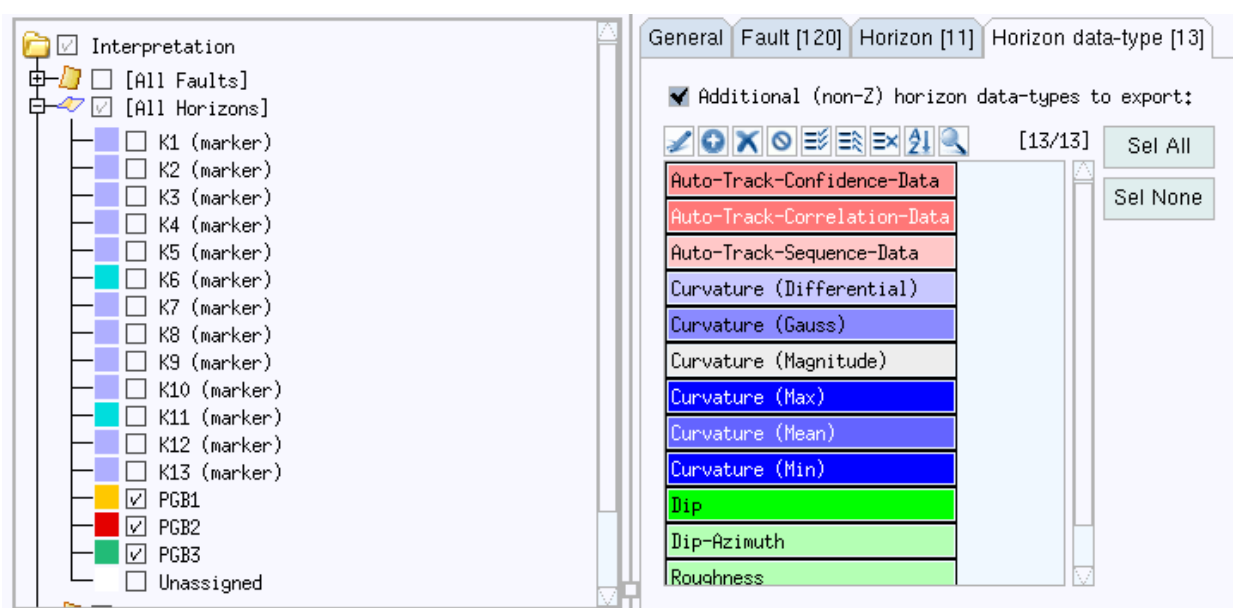 Interpretation
[All Faults]
[All Horizons]
K1 (marker)
K2 (marker)
K3 (marker)
K4 (marker)
K5 (marker)
K6 (marker)
K7 (marker)
K8 (marker)
K9 (marker)
K10 (marker)
K11 (marker)
K12 (marker)
K13 (marker)
PGB1
PGB2
PGB3
Unassigned
General Fault [120] Horizon [11] Horizon data-type [13]
Additional (non-Z) horizon data-types to export:
[13/13] Sel All
Sel None
Auto-Track-Confidence-Data
Auto-Track-Correlation-Data
Auto-Track-Sequence-Data
Curvature (Differential)
Curvature (Gauss)
Curvature (Magnitude)
Curvature (Max)
Curvature (Mean)
Curvature (Min)
Dip
Dip-Azimuth
Roughness